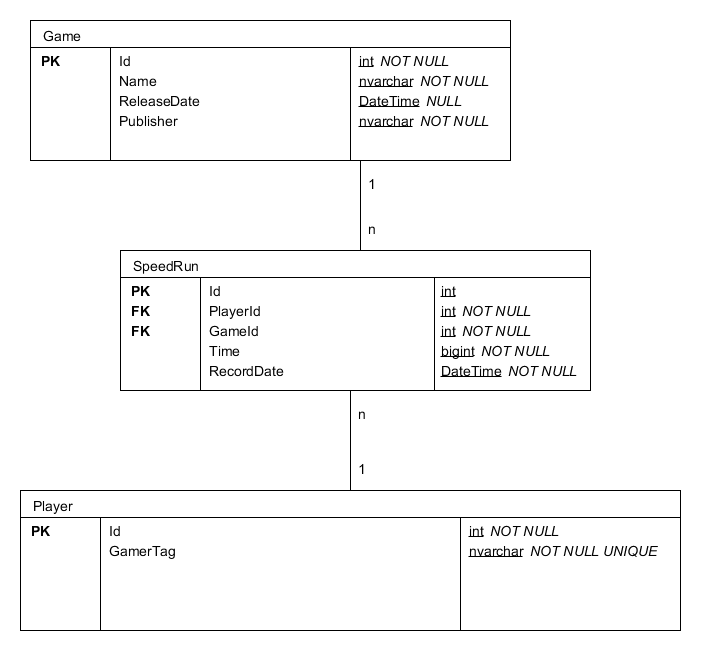 Game
PK Id int NOT NULL
Name nvarchar NOT NULL
ReleaseDate DateTime NULL
Publisher nvarchar NOT NULL
1
n
SpeedRun
PK Id int
FK PlayerId int NOT NULL
FK GameId int NOT NULL
Time bigint NOT NULL
RecordDate DateTime NOT NULL
n
1
Player
PK Id int NOT NULL
GamerTag nvarchar NOT NULL UNIQUE